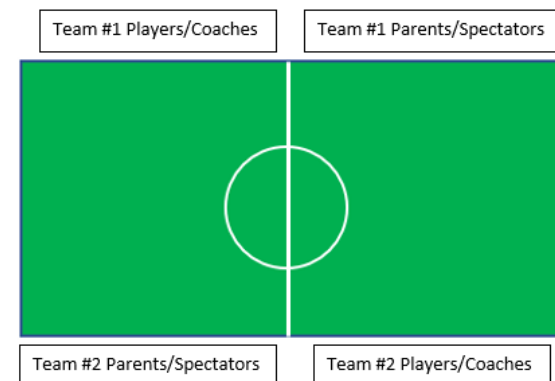 Team #1 Players/Coaches
Team #1 Parents/Spectators
Team #2 Parents/Spectators
Team #2 Players/Coaches